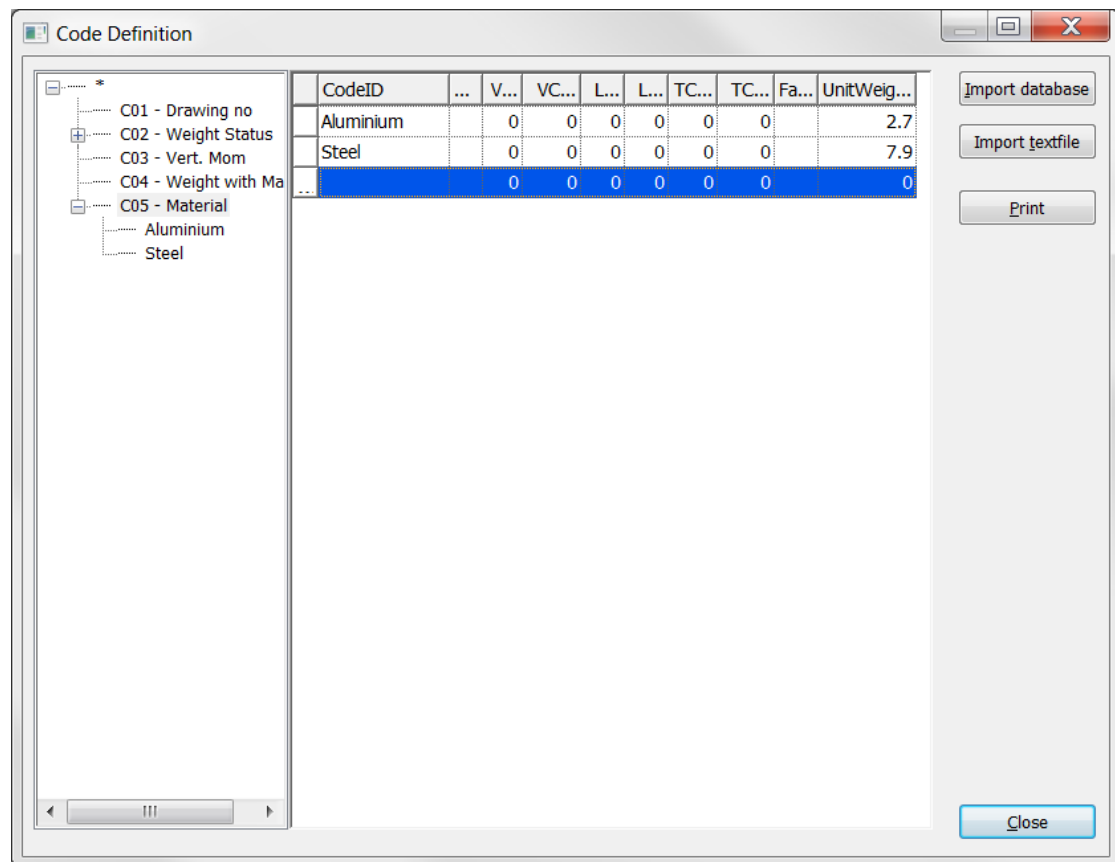 Code Definition
*
C01 - Drawing no
C02 - Weight Status
C03 - Vert. Mom
C04 - Weight with Ma
C05 - Material
Aluminium
Steel
CodeID ... V... VC... L... L... TC... TC... Fa... UnitWeig...
Aluminium 0 0 0 0 0 0 2.7
Steel 0 0 0 0 0 0 7.9
... 0 0 0 0 0 0 0
Import database
Import textfile
Print
Close